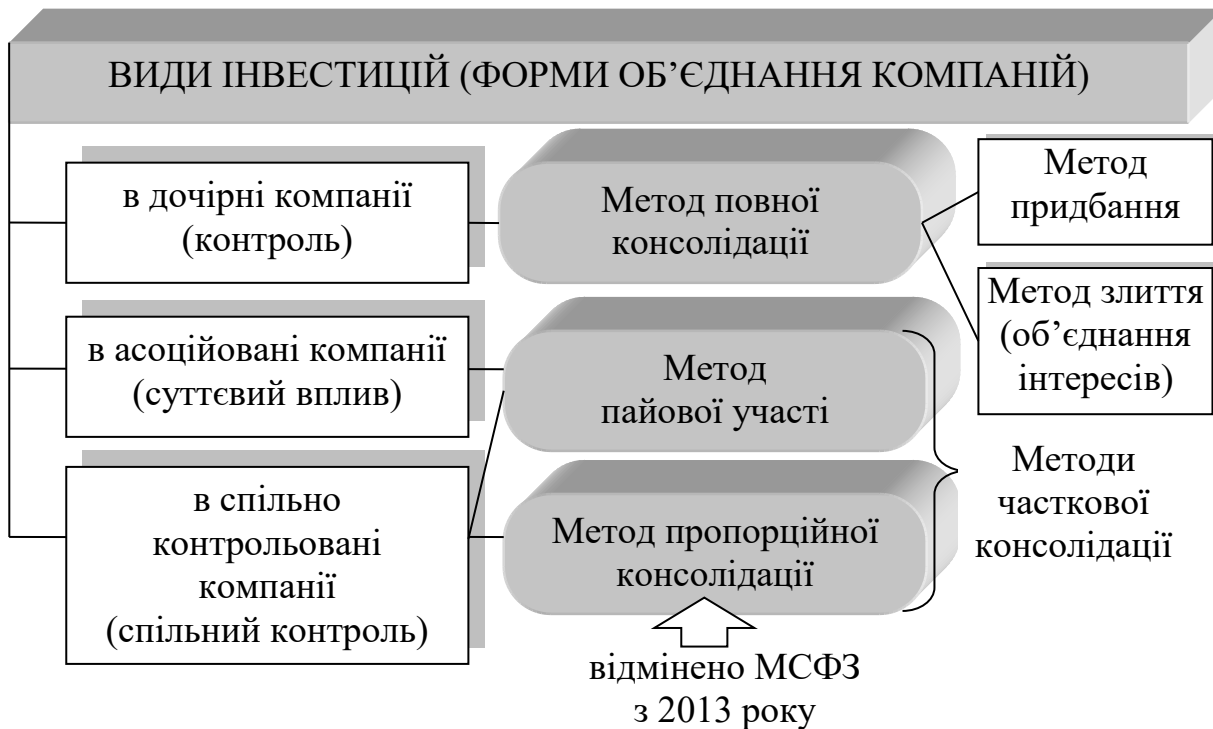 ВИДИ ІНВЕСТИЦІЙ (ФОРМИ ОБ’ЄДНАННЯ КОМПАНІЙ)
в дочірні компанії
(контроль)
Метод повної
консолідації
Метод
придбання
Метод злиття
(об’єднання
інтересів)
в асоційовані компанії
(суттєвий вплив)
Метод
пайової участі
в спільно
контрольовані
компанії
(спільний контроль)
Метод пропорційної
консолідації
Методи
часткової
консолідації
відмінено МСФЗ
з 2013 року